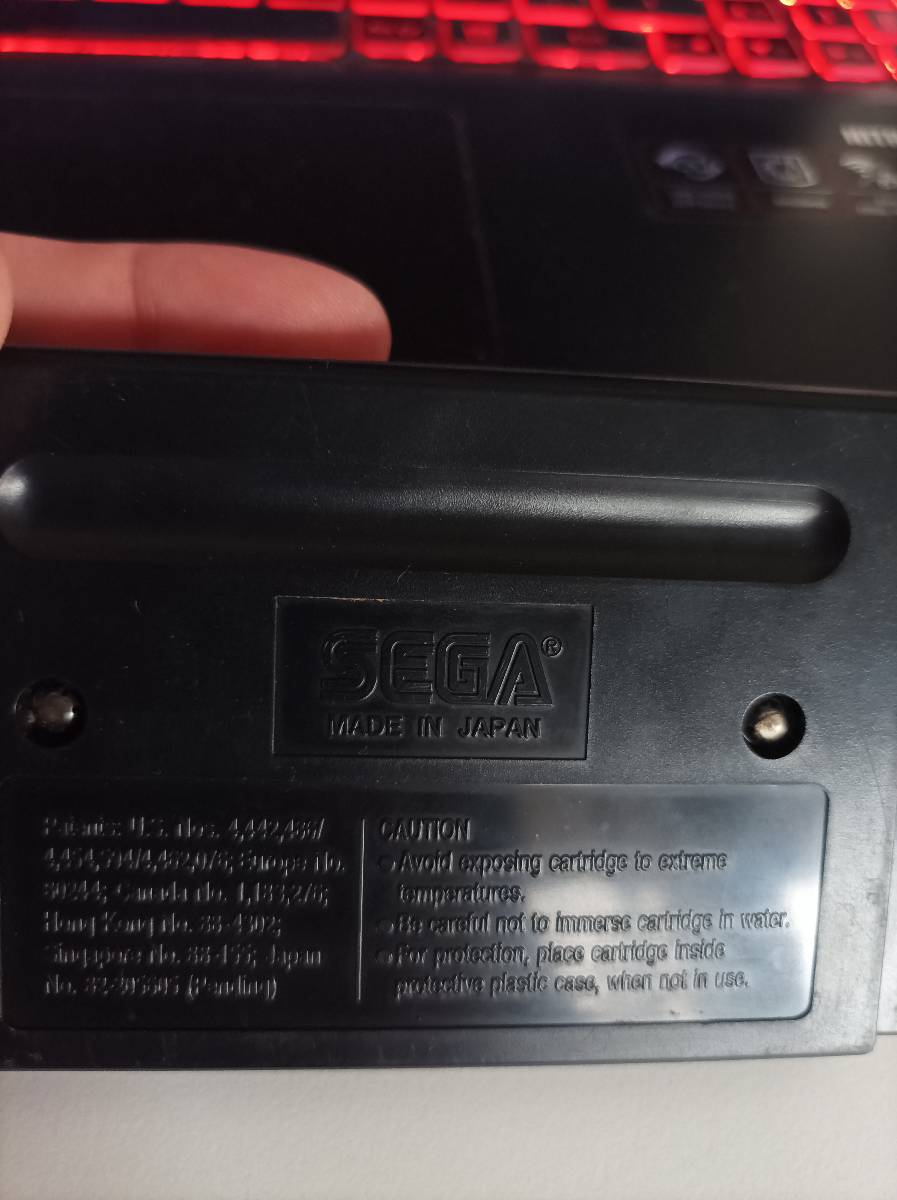 SEGA®
MADE IN JAPAN
Patents: U.S. Nos. 4,442,486/
4,454,594/4,462,076; Europe No.
80244; Canada No. 1,183,276;
Hong Kong No. 88-4302;
Singapore No. 88-155; Japan
No. (Pending)
CAUTION
Avoid exposing cartridge to extreme
temperatures.
Be careful not to immerse cartridge in water.
For protection, place cartridge inside
protective plastic case, when not in use.